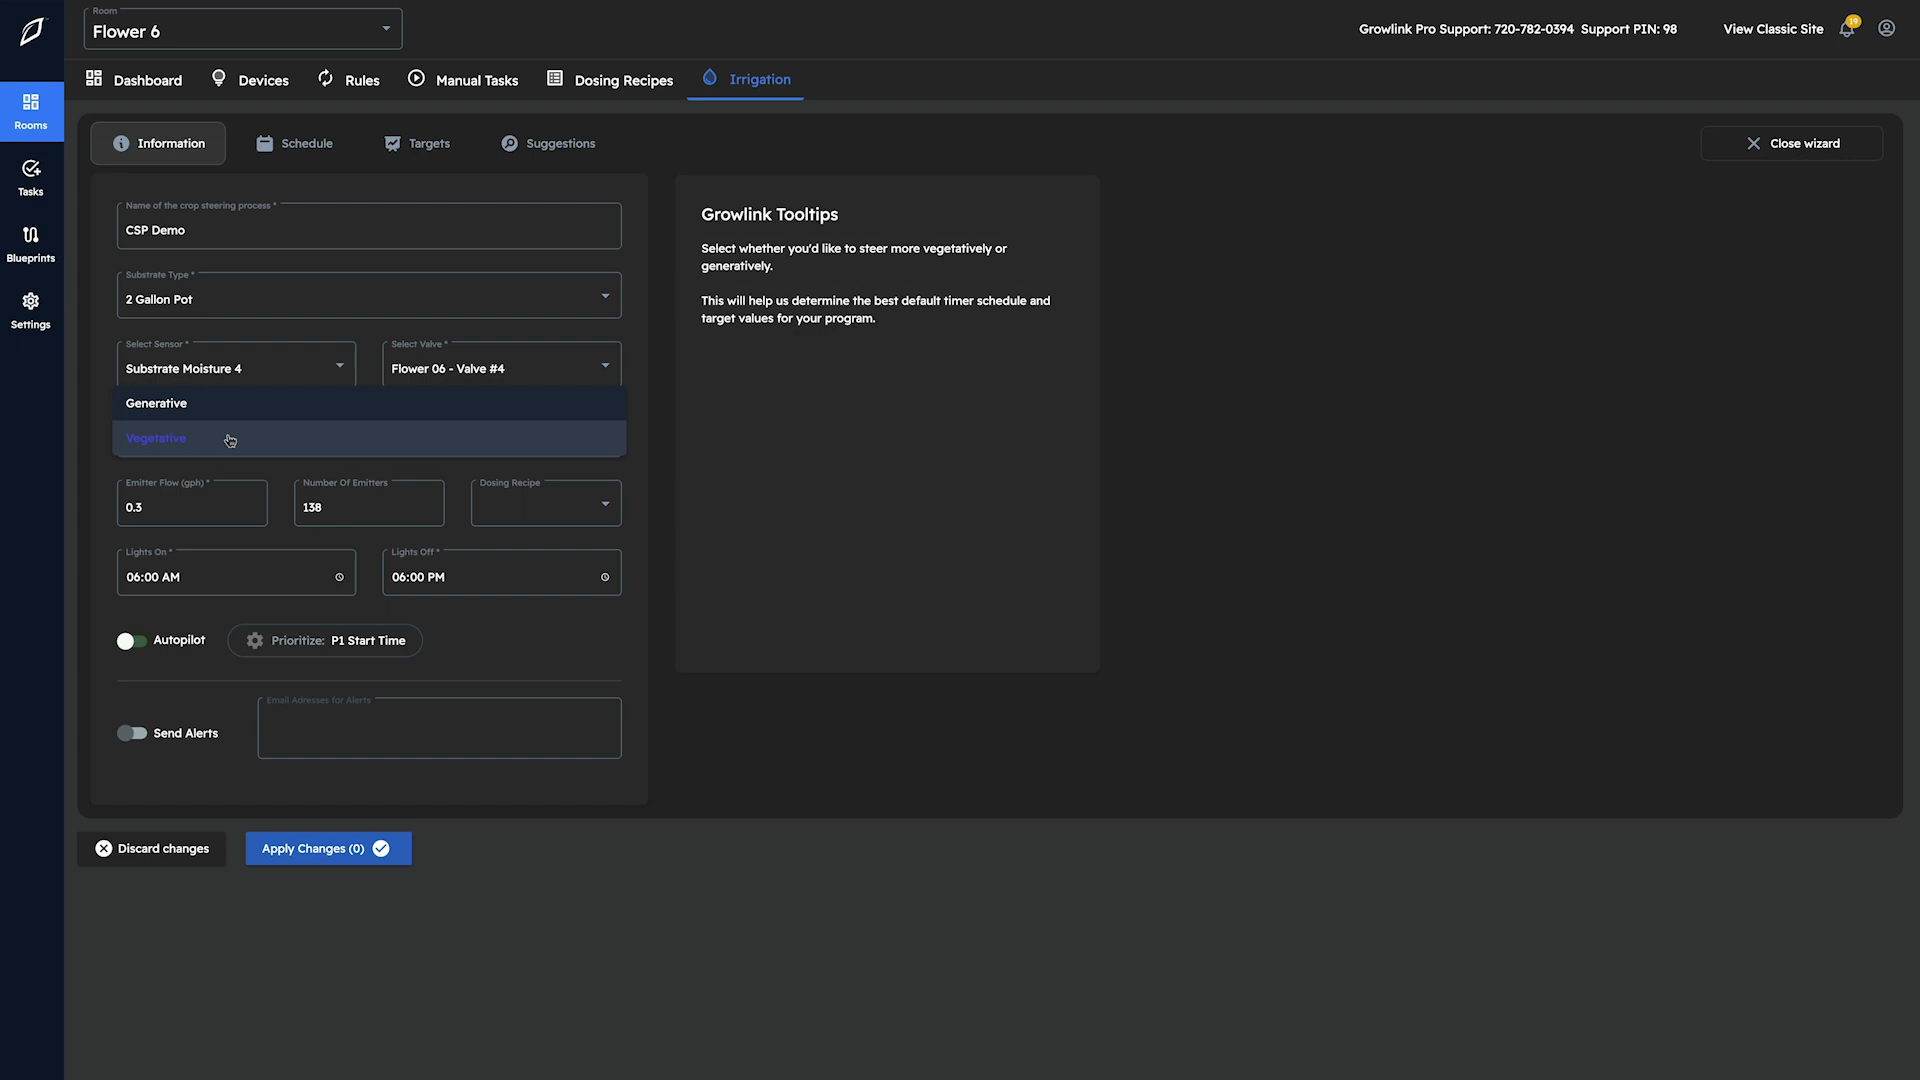 Room
Flower 6
Growlink Pro Support: 720-782-0394 Support PIN: 98
View Classic Site
19
Dashboard
Devices
Rules
Manual Tasks
Dosing Recipes
Irrigation
Rooms
Tasks
Blueprints
Settings
Information
Schedule
Targets
Suggestions
Close wizard
Name of the crop steering process *
CSP Demo
Substrate Type *
2 Gallon Pot
Select Sensor *
Substrate Moisture 4
Select Valve *
Flower 06 - Valve #4
Generative
Vegetative
Emitter Flow (gph) *
0.3
Number Of Emitters
138
Dosing Recipe
Lights On *
06:00 AM
Lights Off *
06:00 PM
Autopilot
Prioritize: P1 Start Time
Send Alerts
Email Adresses for Alerts
Growlink Tooltips
Select whether you'd like to steer more vegetatively or
generatively.
This will help us determine the best default timer schedule and
target values for your program.
Discard changes
Apply Changes (0)